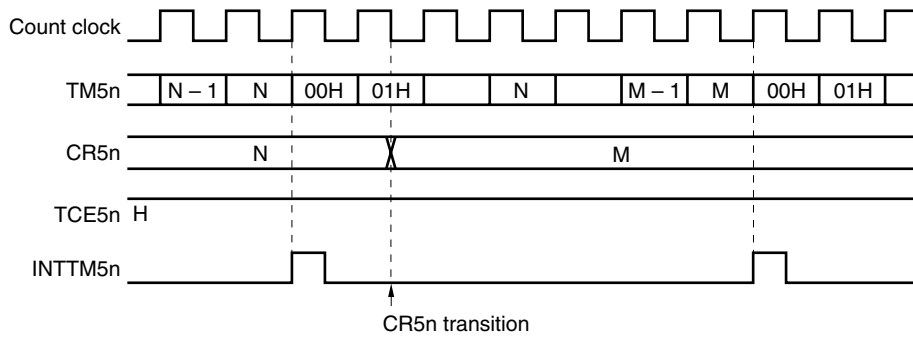 Count clock
TM5n N – 1 N 00H 01H N M – 1 M 00H 01H
CR5n N M
TCE5n H
INTTM5n
CR5n transition